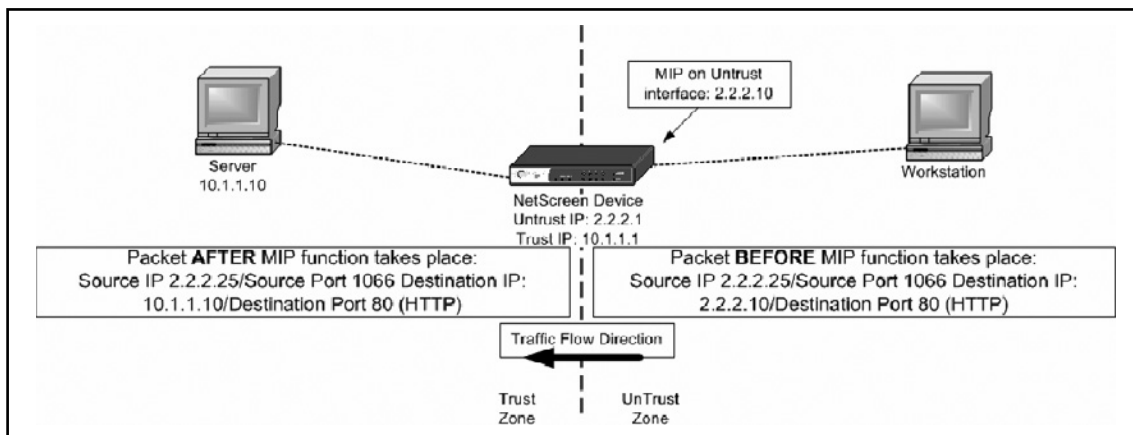 MIP on Untrust
interface: 2.2.2.10
Server
10.1.1.10
Workstation
NetScreen Device
Untrust IP: 2.2.2.1
Trust IP: 10.1.1.1
Packet AFTER MIP function takes place:
Source IP 2.2.2.25/Source Port 1066 Destination IP:
10.1.1.10/Destination Port 80 (HTTP)
Packet BEFORE MIP function takes place:
Source IP 2.2.2.25/Source Port 1066 Destination IP:
2.2.2.10/Destination Port 80 (HTTP)
Traffic Flow Direction
Trust
Zone
UnTrust
Zone